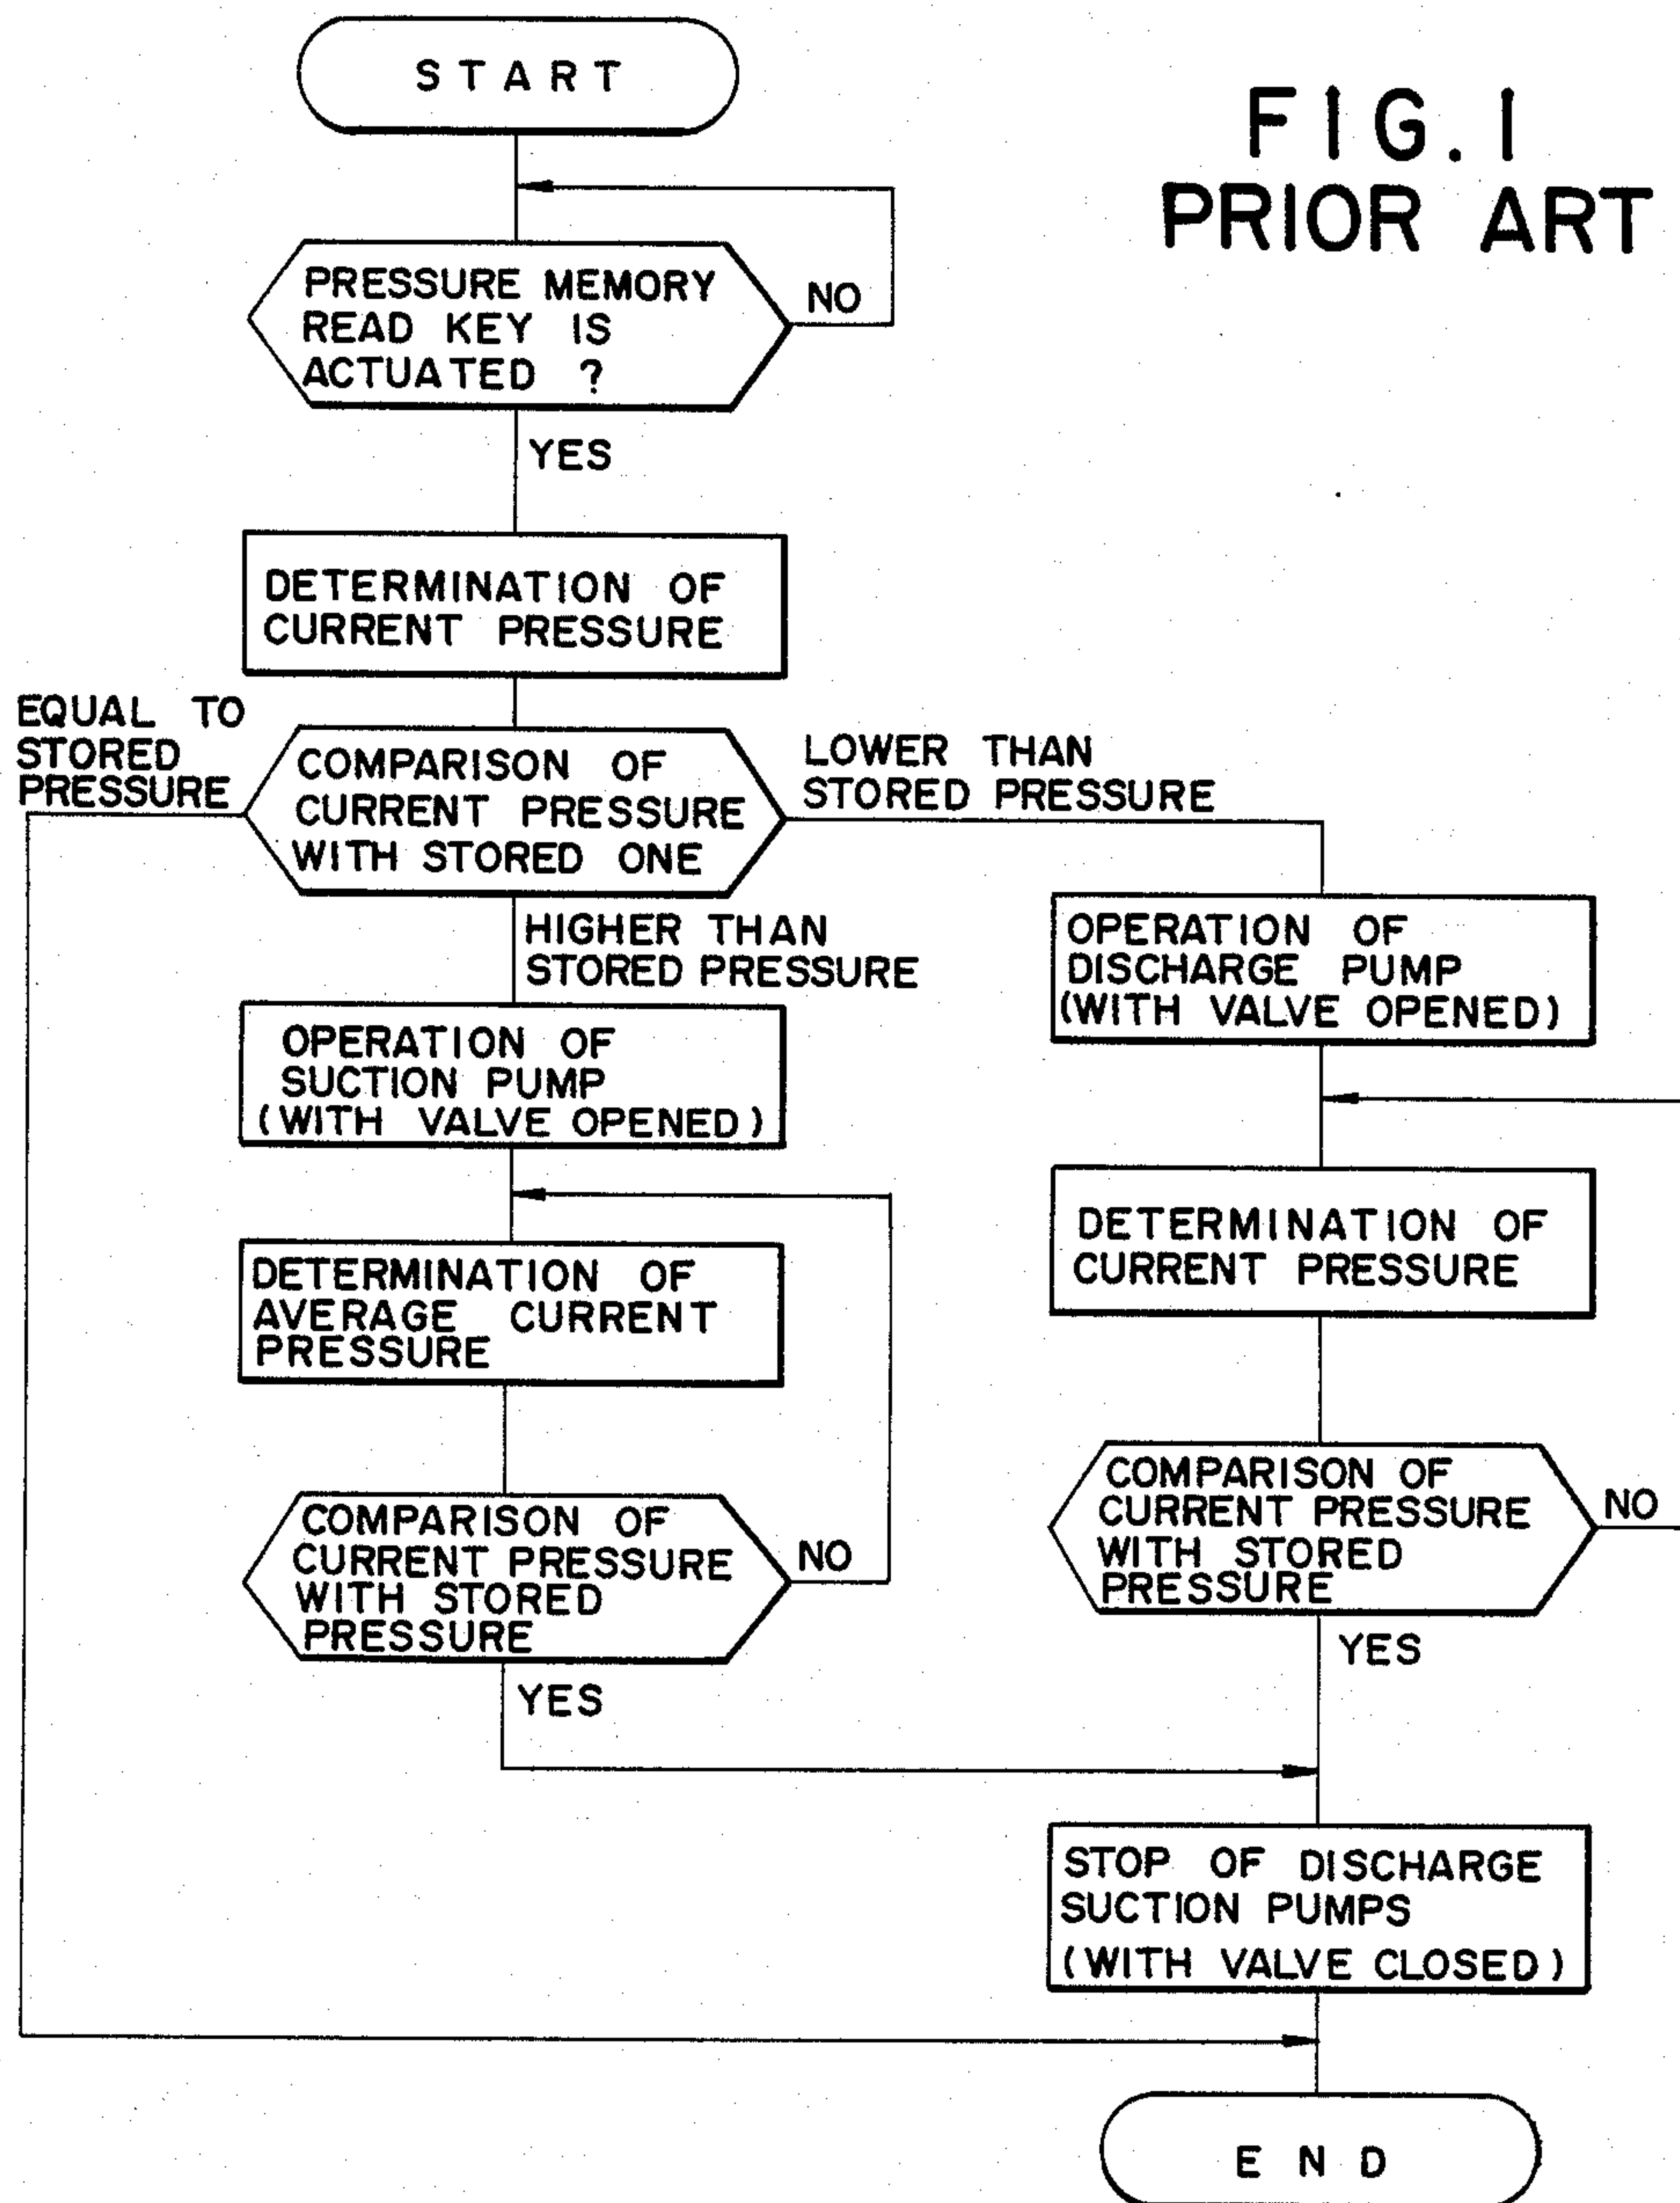 START
FIG. 1
PRIOR ART
PRESSURE MEMORY
READ KEY IS
ACTUATED ?
NO
YES
DETERMINATION OF
CURRENT PRESSURE
EQUAL TO
STORED
PRESSURE
COMPARISON OF
CURRENT PRESSURE
WITH STORED ONE
LOWER THAN
STORED PRESSURE
HIGHER THAN
STORED PRESSURE
OPERATION OF
SUCTION PUMP
(WITH VALVE OPENED)
DETERMINATION OF
AVERAGE CURRENT
PRESSURE
COMPARISON OF
CURRENT PRESSURE
WITH STORED
PRESSURE
NO
YES
OPERATION OF
DISCHARGE PUMP
(WITH VALVE OPENED)
DETERMINATION OF
CURRENT PRESSURE
COMPARISON OF
CURRENT PRESSURE
WITH STORED
PRESSURE
NO
YES
STOP OF DISCHARGE
SUCTION PUMPS
(WITH VALVE CLOSED)
END